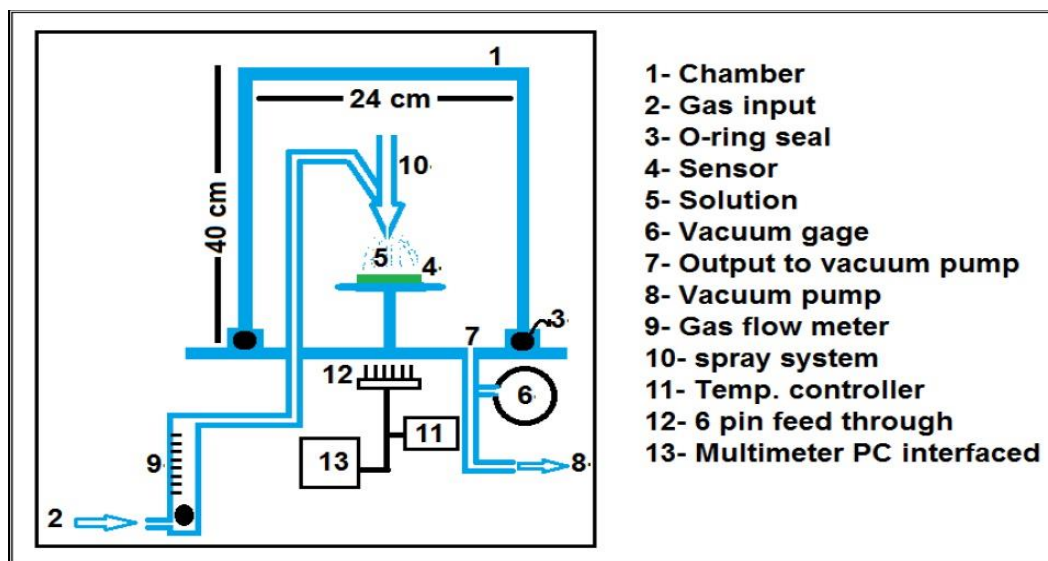 1
24 cm
10
40 cm
5
4
3
7
12
6
11
9
13
8
2
1- Chamber
2- Gas input
3- O-ring seal
4- Sensor
5- Solution
6- Vacuum gage
7- Output to vacuum pump
8- Vacuum pump
9- Gas flow meter
10- spray system
11- Temp. controller
12- 6 pin feed through
13- Multimeter PC interfaced